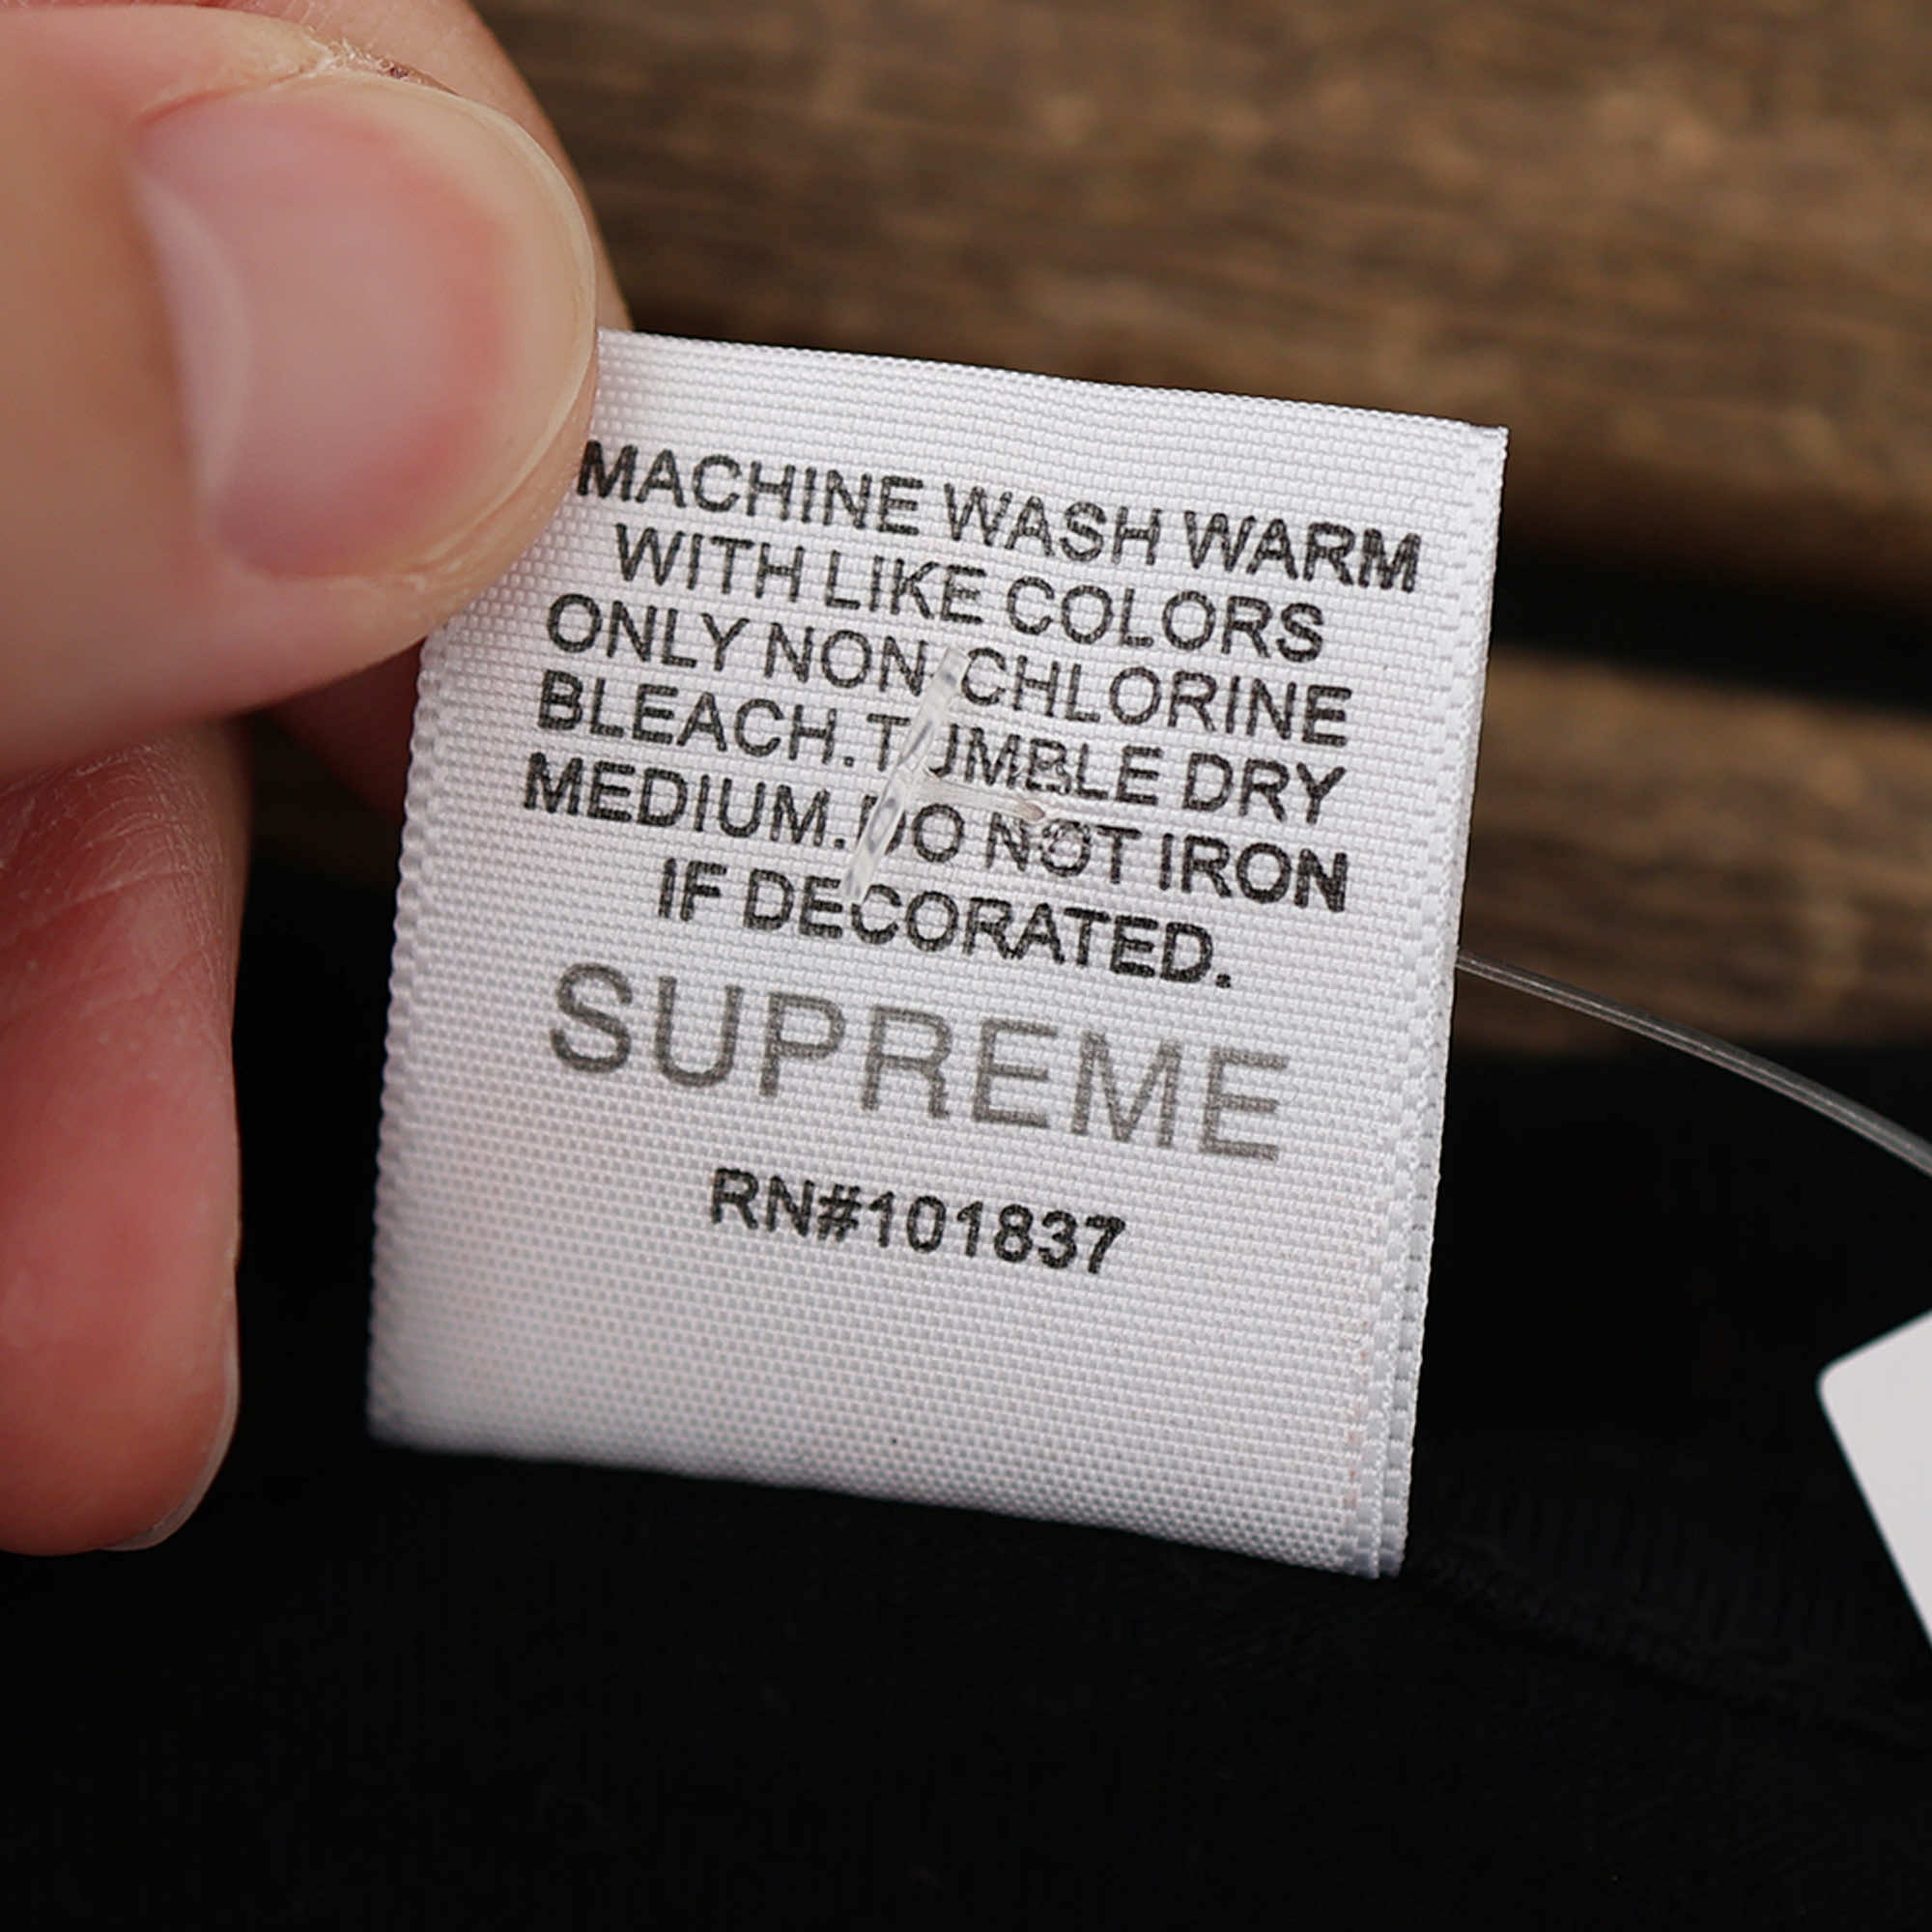 MACHINE WASH WARM
WITH LIKE COLORS
ONLY NON-CHLORINE
BLEACH.TUMBLE DRY
MEDIUM.DO NOT IRON
IF DECORATED.
SUPREME
RN#101837